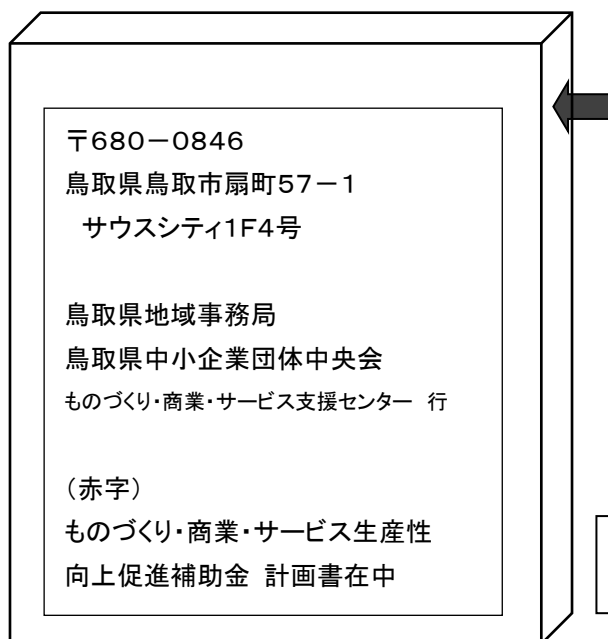 〒680－0846
鳥取県鳥取市扇町57－1
サウスシティ1F4号
鳥取県地域事務局
鳥取県中小企業団体中央会
ものづくり・商業・サービス支援センター　行
（赤字）
ものづくり・商業・サービス生産性
向上促進補助金 計画書在中